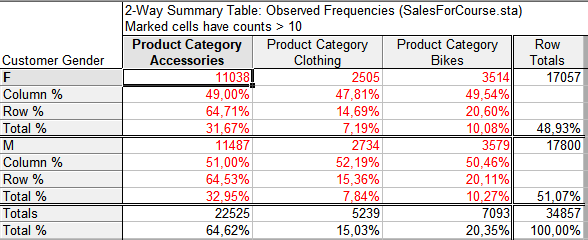 2-Way Summary Table: Observed Frequencies (SalesForCourse.sta)
Marked cells have counts > 10
Customer Gender Product Category Accessories Product Category Clothing Product Category Bikes Row Totals
F 11038 2505 3514 17057
Column % 49,00% 47,81% 49,54%
Row % 64,71% 14,69% 20,60%
Total % 31,67% 7,19% 10,08% 48,93%
M 11487 2734 3579 17800
Column % 51,00% 52,19% 50,46%
Row % 64,53% 15,36% 20,11%
Total % 32,95% 7,84% 10,27% 51,07%
Totals 22525 5239 7093 34857
Total % 64,62% 15,03% 20,35% 100,00%